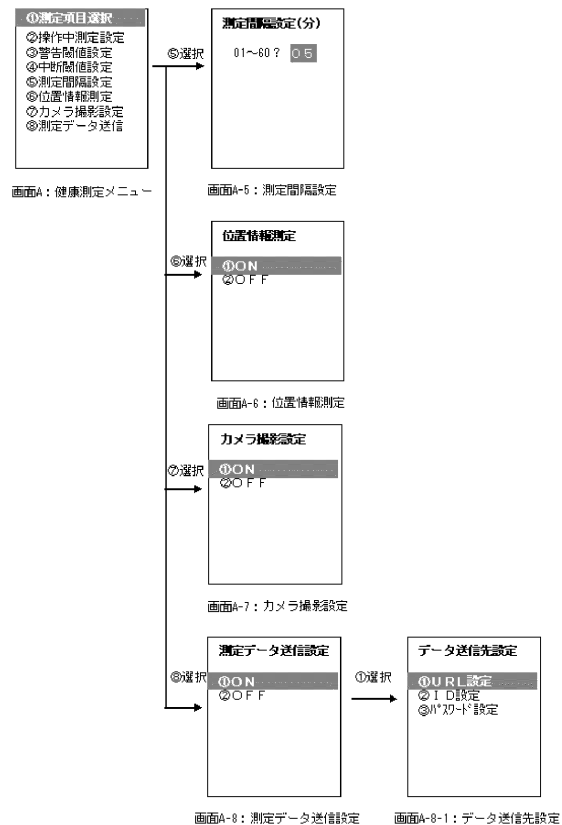 ①測定項目選択
②操作中測定設定
③警告閾値設定
④中断閾値設定
⑤測定間隔設定
⑥位置情報測定
⑦カメラ撮影設定
⑧測定データ送信
画面A：健康測定メニュー
⑤選択
測定間隔設定(分)
01～60？ 05
画面A-5：測定間隔設定
⑥選択
位置情報測定
①ON
②OFF
画面A-6：位置情報測定
⑦選択
カメラ撮影設定
①ON
②OFF
画面A-7：カメラ撮影設定
⑧選択
測定データ送信設定
①ON
②OFF
画面A-8：測定データ送信設定
①選択
データ送信先設定
①URL設定
②ID設定
③ﾊﾟｽﾜｰﾄﾞ設定
画面A-8-1：データ送信先設定